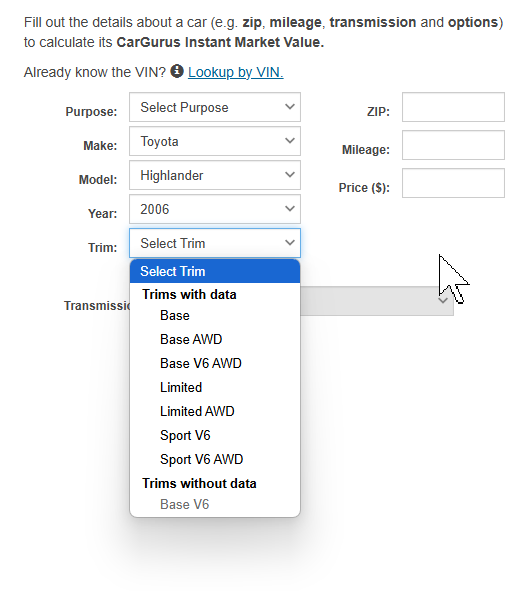 Fill out the details about a car (e.g. zip, mileage, transmission and options)
to calculate its CarGurus Instant Market Value.
Already know the VIN? Lookup by VIN.
Purpose: Select Purpose
ZIP:
Make: Toyota
Mileage:
Model: Highlander
Price ($):
Year: 2006
Trim: Select Trim
Select Trim
Trims with data
Transmissio
Base
Base AWD
Base V6 AWD
Limited
Limited AWD
Sport V6
Sport V6 AWD
Trims without data
Base V6